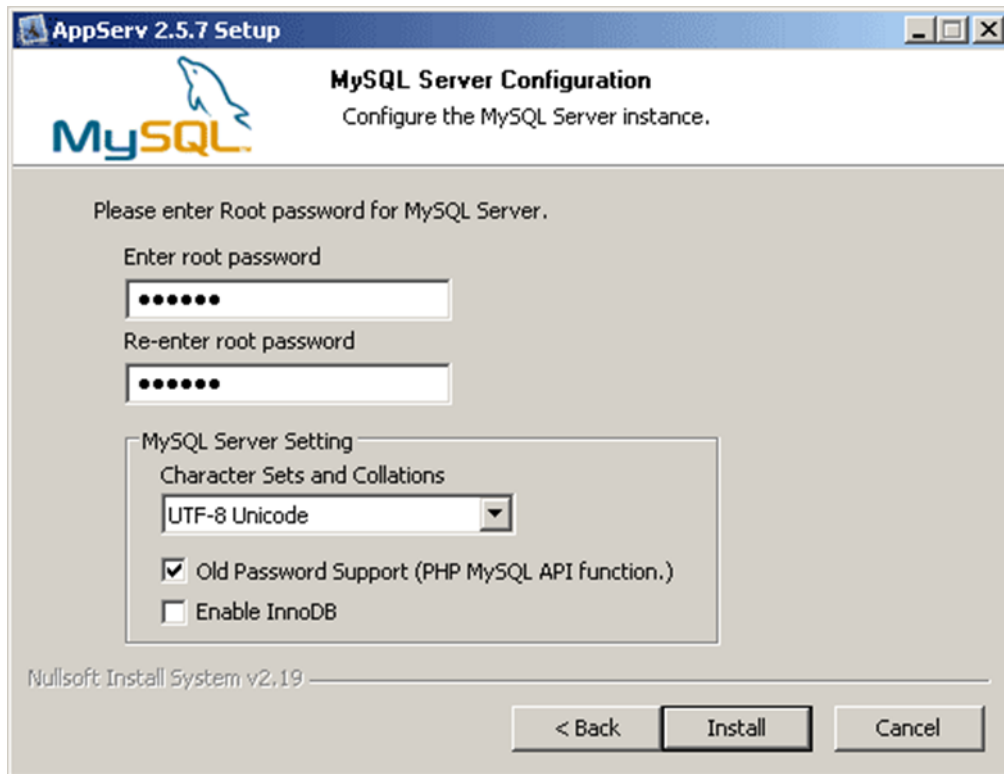 AppServ 2.5.7 Setup
MySQL
MySQL Server Configuration
Configure the MySQL Server instance.
Please enter Root password for MySQL Server.
Enter root password
●●●●●●
Re-enter root password
●●●●●●
MySQL Server Setting
Character Sets and Collations
UTF-8 Unicode
Old Password Support (PHP MySQL API function.)
Enable InnoDB
Nullsoft Install System v2.19
< Back Install Cancel